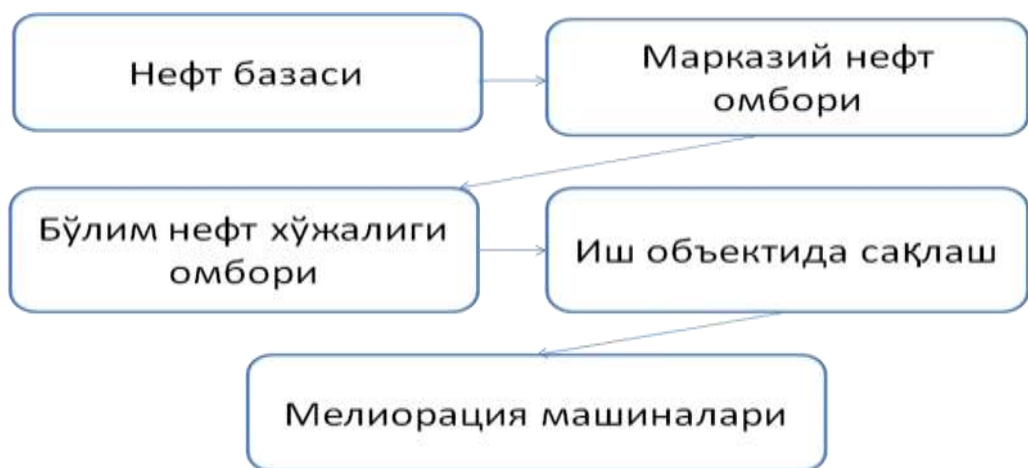 Нефт базаси
Марказий нефт
омбори
Бўлим нефт хўжалиги
омбори
Иш объектида сақлаш
Мелиорация машиналари